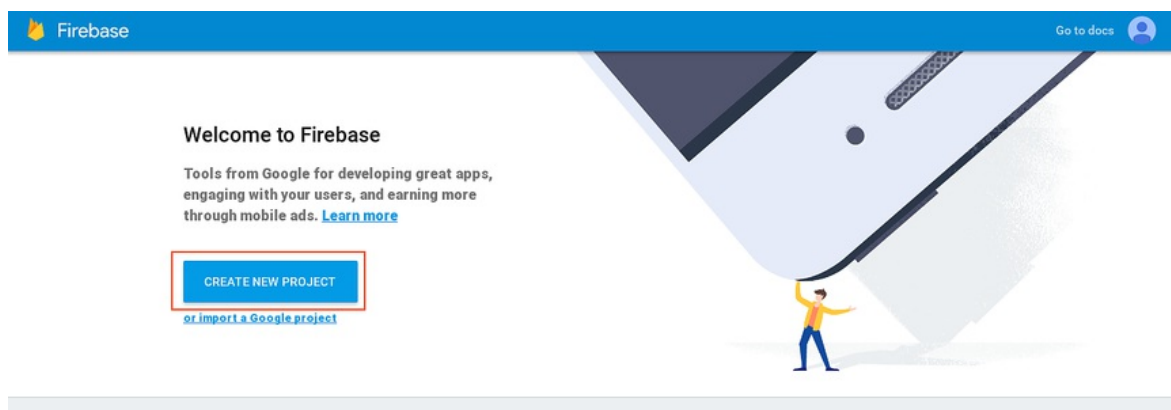 Firebase
Go to docs
Welcome to Firebase
Tools from Google for developing great apps,
engaging with your users, and earning more
through mobile ads. Learn more
CREATE NEW PROJECT
or import a Google project